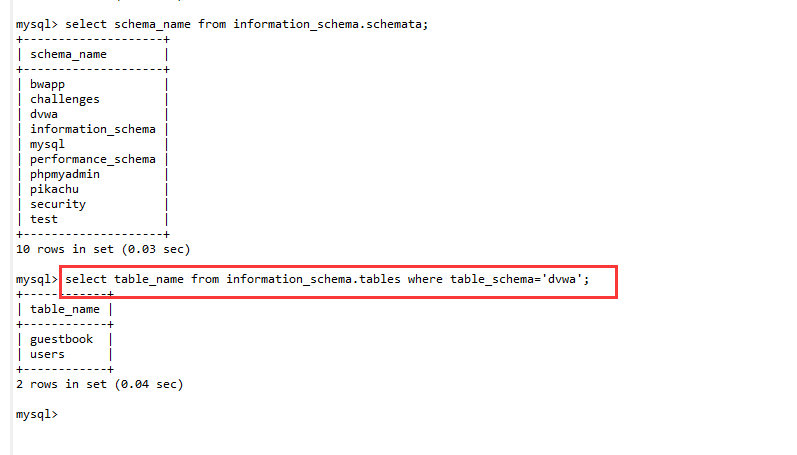 mysql> select schema_name from information_schema.schemata;
+--------------------+
| schema_name        |
+--------------------+
| bwapp              |
| challenges         |
| dvwa               |
| information_schema |
| mysql              |
| performance_schema |
| phpmyadmin         |
| pikachu            |
| security           |
| test               |
+--------------------+
10 rows in set (0.03 sec)
mysql> select table_name from information_schema.tables where table_schema='dvwa';
+------------+
| table_name |
+------------+
| guestbook  |
| users      |
+------------+
2 rows in set (0.04 sec)
mysql>